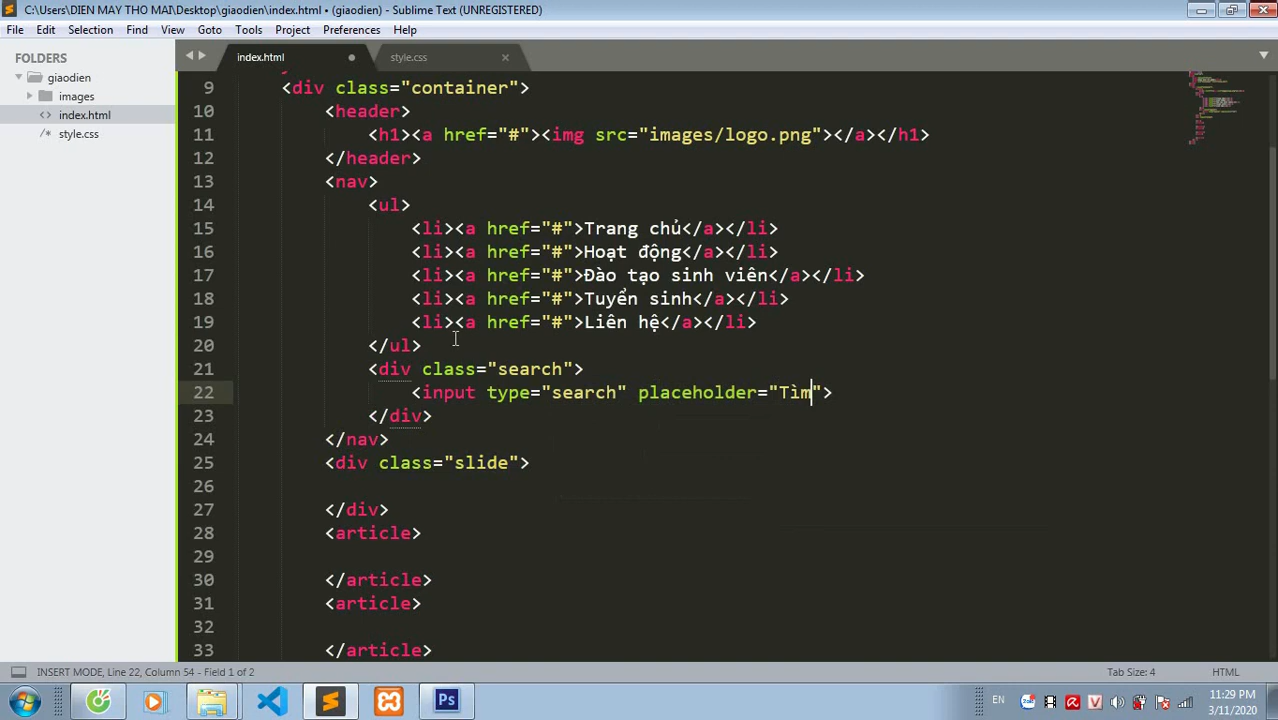 C:\Users\DIEN MAY THO MAI\Desktop\giaodien\index.html • (giaodien) - Sublime Text (UNREGISTERED)
File Edit Selection Find View Goto Tools Project Preferences Help
FOLDERS
giaodien
images
index.html
style.css
index.html
style.css
9 <div class="container">
10 <header>
11 <h1><a href="#"><img src="images/logo.png"></a></h1>
12 </header>
13 <nav>
14 <ul>
15 <li><a href="#">Trang chủ</a></li>
16 <li><a href="#">Hoạt động</a></li>
17 <li><a href="#">Đào tạo sinh viên</a></li>
18 <li><a href="#">Tuyển sinh</a></li>
19 <li><a href="#">Liên hệ</a></li>
20 </ul>
21 <div class="search">
22 <input type="search" placeholder="Tìm">
23 </div>
24 </nav>
25 <div class="slide">
26
27 </div>
28 <article>
29
30 </article>
31 <article>
32
33 </article>
INSERT MODE, Line 22, Column 54 - Field 1 of 2
Tab Size: 4
HTML
Ps
EN
Zalo
V
11:29 PM
3/11/2020